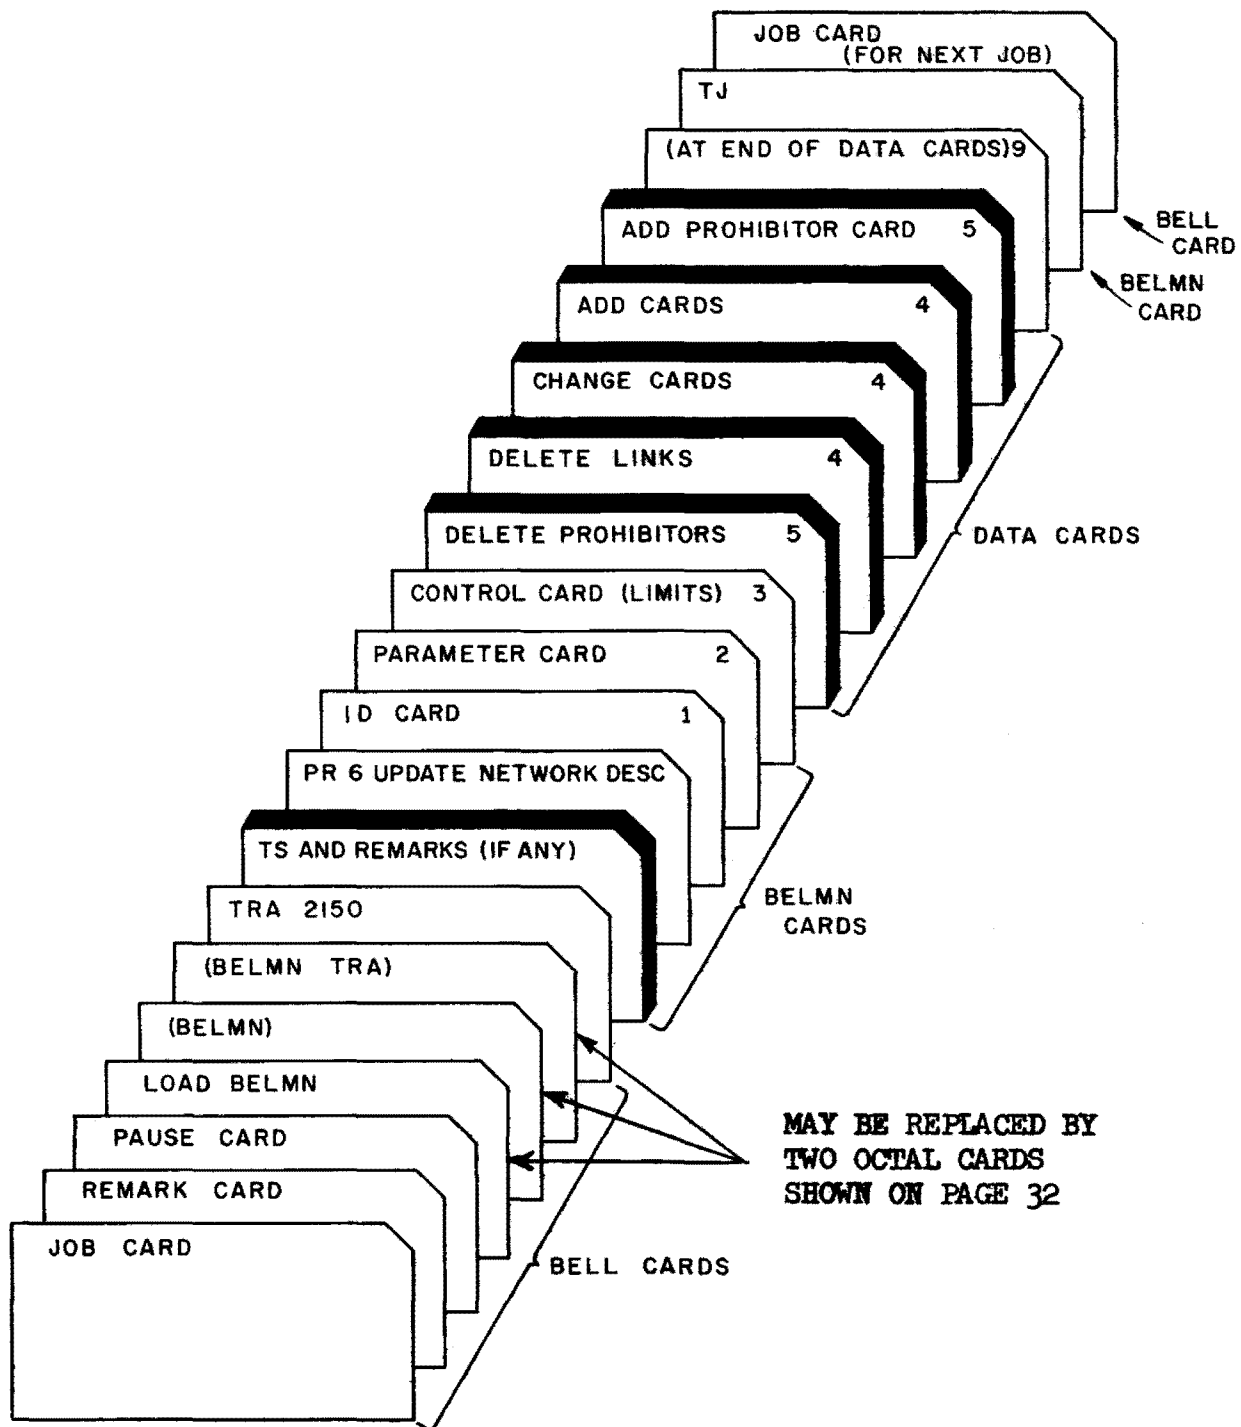 JOB CARD
(FOR NEXT JOB)
TJ
(AT END OF DATA CARDS)9
BELL
CARD
ADD PROHIBITOR CARD 5
BELMN
CARD
ADD CARDS 4
CHANGE CARDS 4
DELETE LINKS 4
DELETE PROHIBITORS 5
DATA CARDS
CONTROL CARD (LIMITS) 3
PARAMETER CARD 2
ID CARD 1
PR 6 UPDATE NETWORK DESC
TS AND REMARKS (IF ANY)
BELMN
CARDS
TRA 2150
(BELMN TRA)
(BELMN)
LOAD BELMN
PAUSE CARD
MAY BE REPLACED BY
TWO OCTAL CARDS
SHOWN ON PAGE 32
REMARK CARD
JOB CARD
BELL CARDS